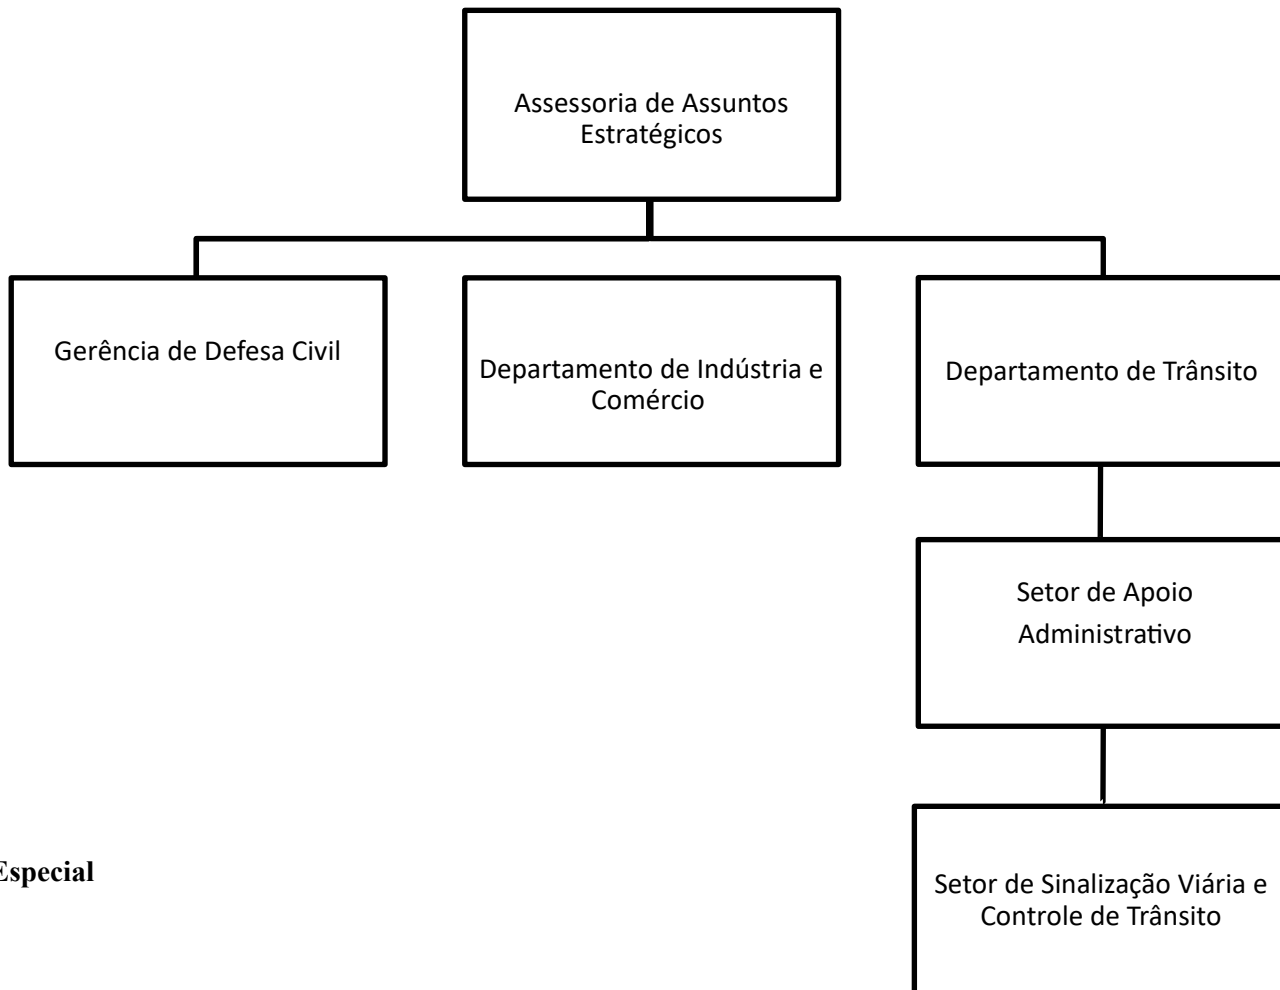 Assessoria de Assuntos
Estratégicos
Gerência de Defesa Civil
Departamento de Indústria e
Comércio
Departamento de Trânsito
Setor de Apoio
Administrativo
Especial
Setor de Sinalização Viária e
Controle de Trânsito